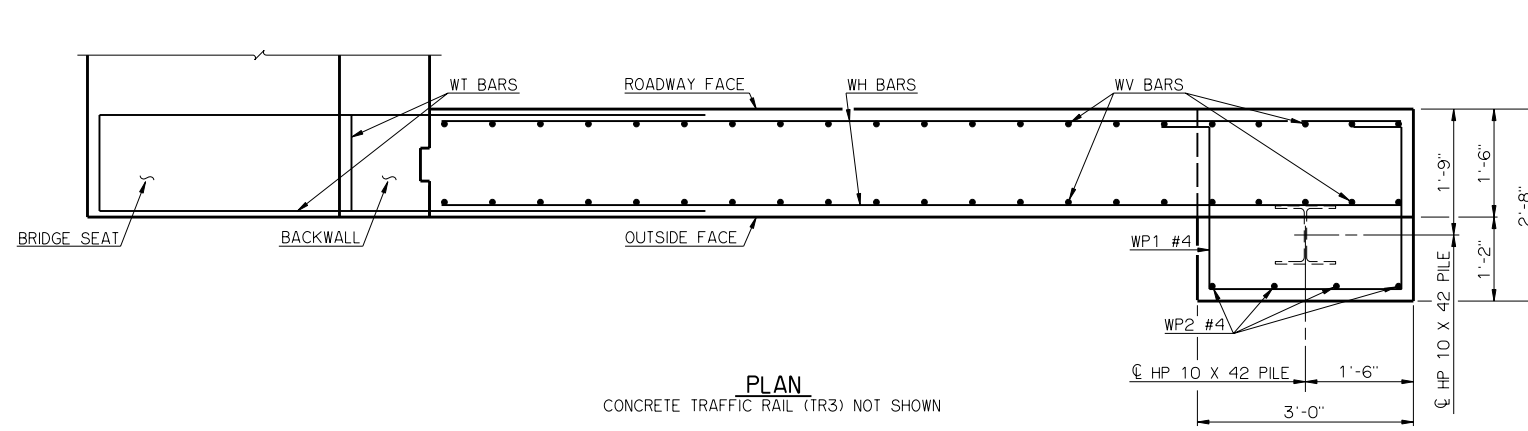 WT BARS
ROADWAY FACE
WH BARS
WV BARS
BRIDGE SEAT
BACKWALL
OUTSIDE FACE
WP1 #4
WP2 #4
℄ HP 10 X 42 PILE
1'-6"
3'-0"
1'-9"
1'-6"
1'-2"
2'-8"
℄ HP 10 X 42 PILE
PLAN
CONCRETE TRAFFIC RAIL (TR3) NOT SHOWN